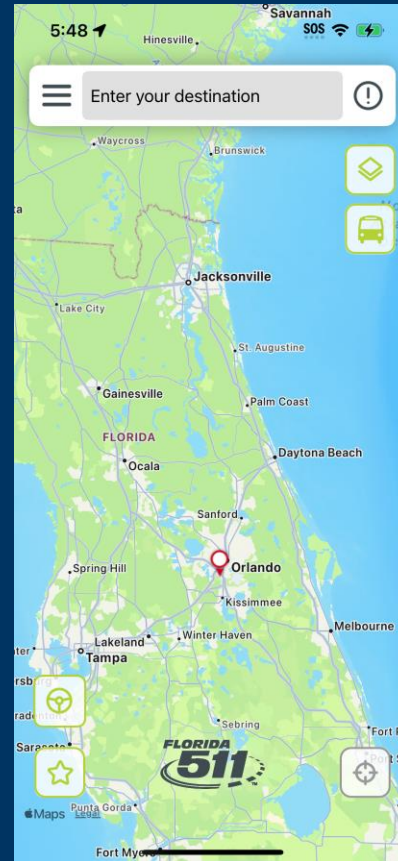 Savannah
5:48
SOS
Hinesville
Enter your destination
Waycross
Brunswick
Jacksonville
Lake City
St. Augustine
Gainesville
Palm Coast
FLORIDA
Ocala
Daytona Beach
Sanford
Orlando
Spring Hill
Kissimmee
Melbourne
Lakeland
Winter Haven
Tampa
Sebring
Fort
FLORIDA
511
Maps
Legal
Punta Gorda
Fort Myers